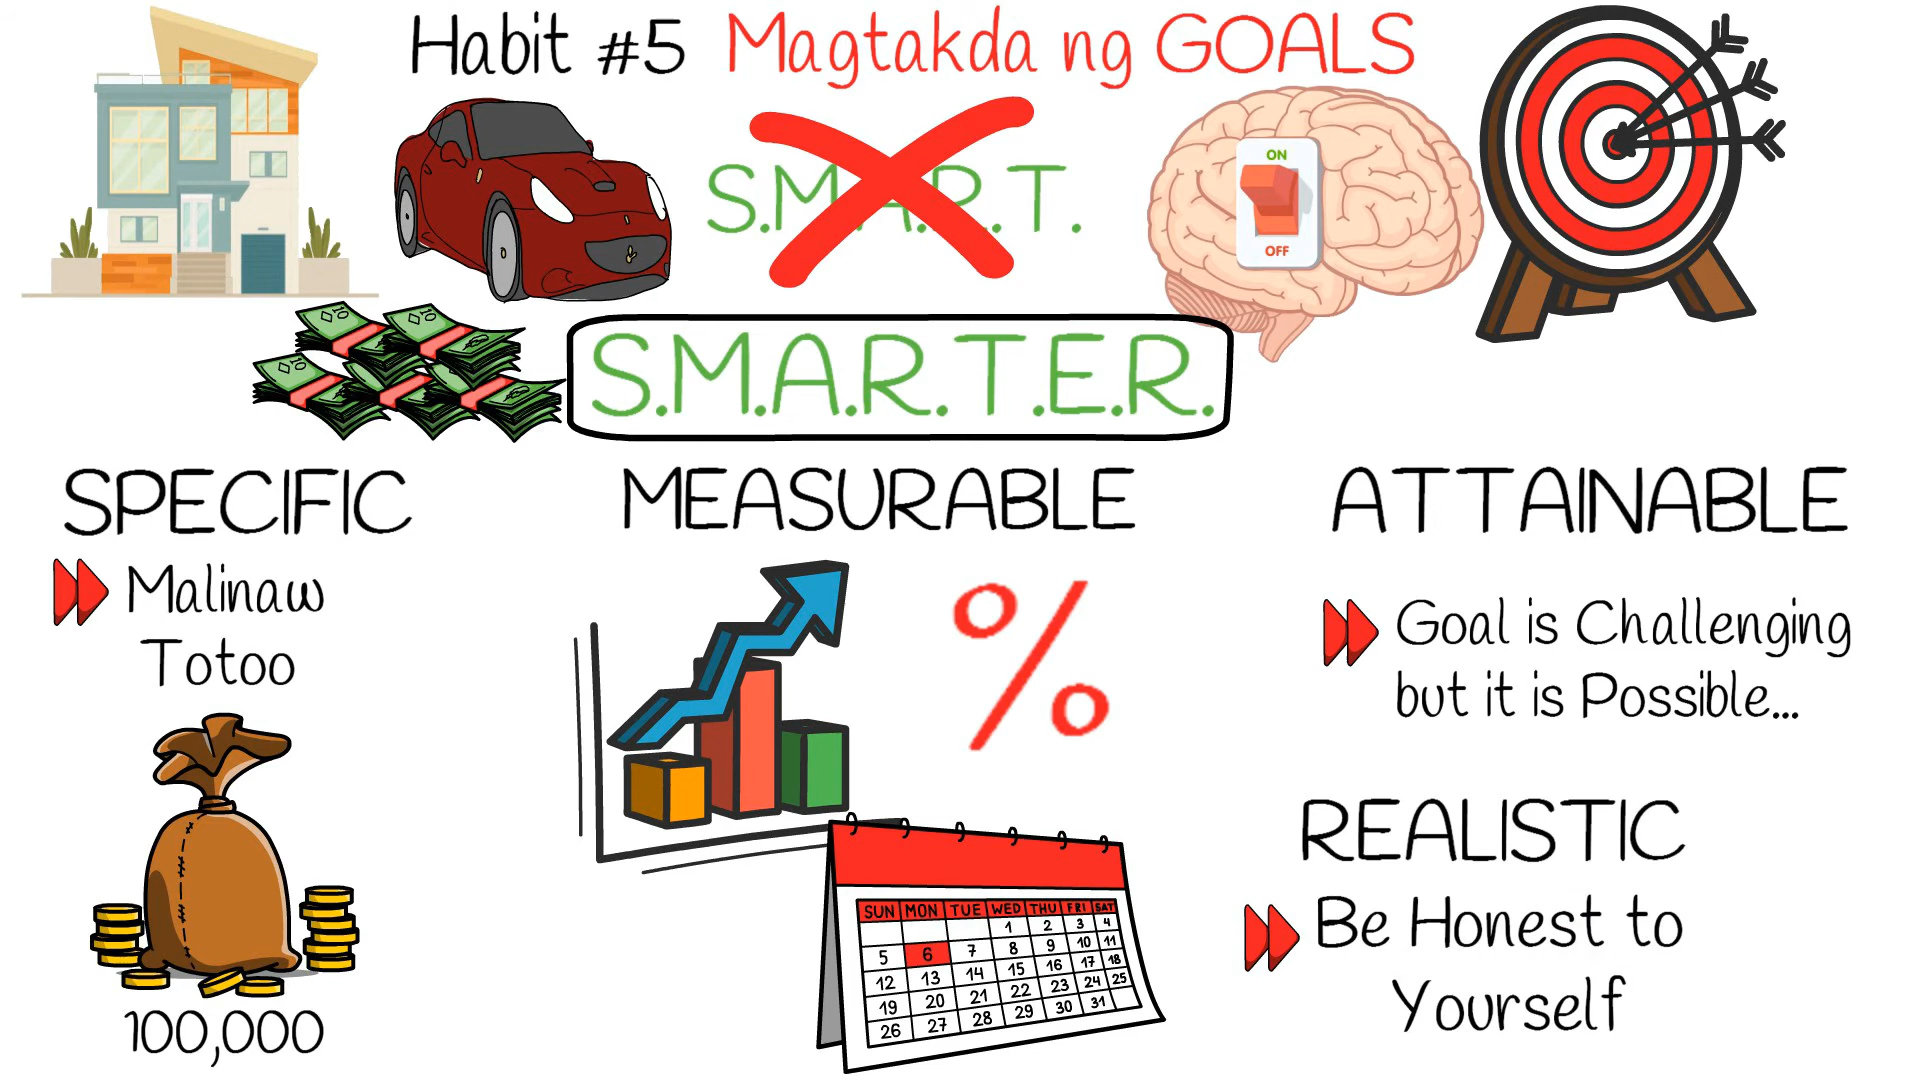 Habit #5 Magtakda ng GOALS
S.M.A.R.T.
ON
OFF
S.M.A.R.T.E.R.
SPECIFIC
Malinaw
Totoo
100,000
MEASURABLE
%
SUN MON TUE WED THU FRI SAT
1 2 3 4
5 6 7 8 9 10 11
12 13 14 15 16 17 18
19 20 21 22 23 24 25
26 27 28 29 30 31
ATTAINABLE
Goal is Challenging
but it is Possible...
REALISTIC
Be Honest to
Yourself